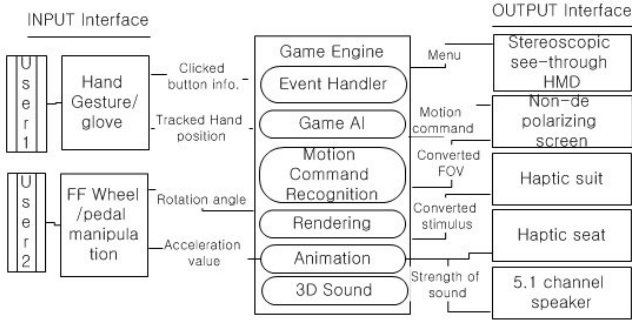 INPUT Interface
OUTPUT Interface
User1
Hand
Gesture/
glove
Clicked
button info.
Tracked Hand
position
User2
FF Wheel
/pedal
manipula
tion
Rotation angle
Acceleration
value
Game Engine
Event Handler
Game AI
Motion
Command
Recognition
Rendering
Animation
3D Sound
Menu
Motion
command
Converted
FOV
Converted
stimulus
Strength of
sound
Stereoscopic
see-through
HMD
Non-de
polarizing
screen
Haptic suit
Haptic seat
5.1 channel
speaker